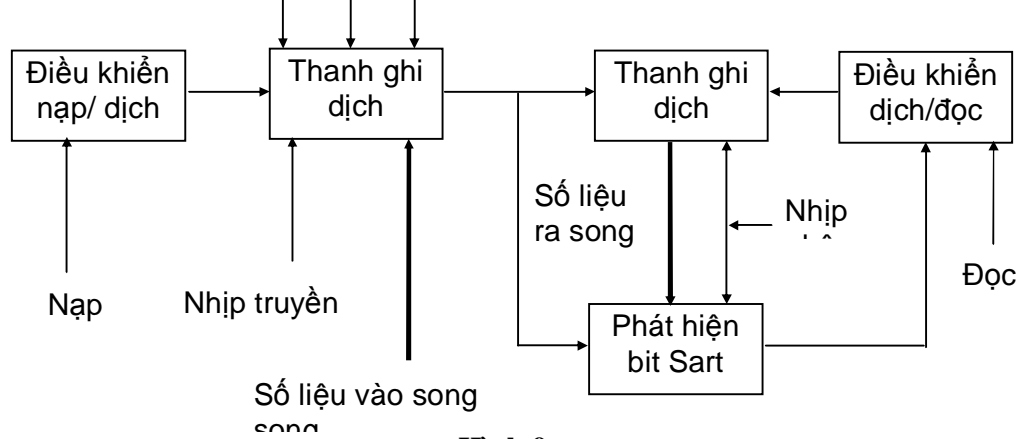 Điều khiển
nạp/ dịch
Thanh ghi
dịch
Thanh ghi
dịch
Điều khiển
dịch/đọc
Số liệu
ra song
Nhịp
Đọc
Nạp
Nhịp truyền
Phát hiện
bit Sart
Số liệu vào song
song